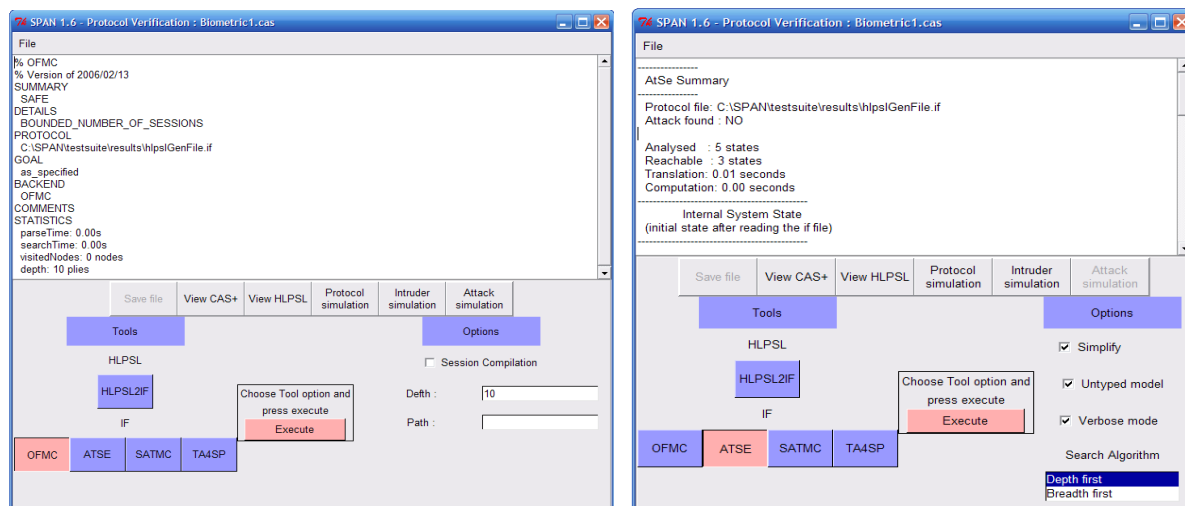 SPAN 1.6 - Protocol Verification : Biometric1.cas
File
% OFMC
% Version of 2006/02/13
SUMMARY
SAFE
DETAILS
BOUNDED_NUMBER_OF_SESSIONS
PROTOCOL
C:\SPAN\testsuite\results\hlpslGenFile.if
GOAL
as_specified
BACKEND
OFMC
COMMENTS
STATISTICS
parseTime: 0.00s
searchTime: 0.00s
visitedNodes: 0 nodes
depth: 10 plies
Save file
View CAS+
View HLPSL
Protocol simulation
Intruder simulation
Attack simulation
Tools
Options
HLPSL
Session Compilation
HLPSL2IF
Choose Tool option and
press execute
Execute
Defth :
10
Path :
IF
OFMC
ATSE
SATMC
TA4SP
SPAN 1.6 - Protocol Verification : Biometric1.cas
File
----------------
AtSe Summary
----------------
Protocol file: C:\SPAN\testsuite\results\hlpslGenFile.if
Attack found : NO
Analysed : 5 states
Reachable : 3 states
Translation: 0.01 seconds
Computation: 0.00 seconds
---------------------------------------------
Internal System State
(initial state after reading the if file)
---------------------------------------------
Save file
View CAS+
View HLPSL
Protocol simulation
Intruder simulation
Attack simulation
Tools
Options
HLPSL
Simplify
HLPSL2IF
Choose Tool option and
press execute
Execute
Untyped model
IF
Verbose mode
OFMC
ATSE
SATMC
TA4SP
Search Algorithm
Depth first
Breadth first